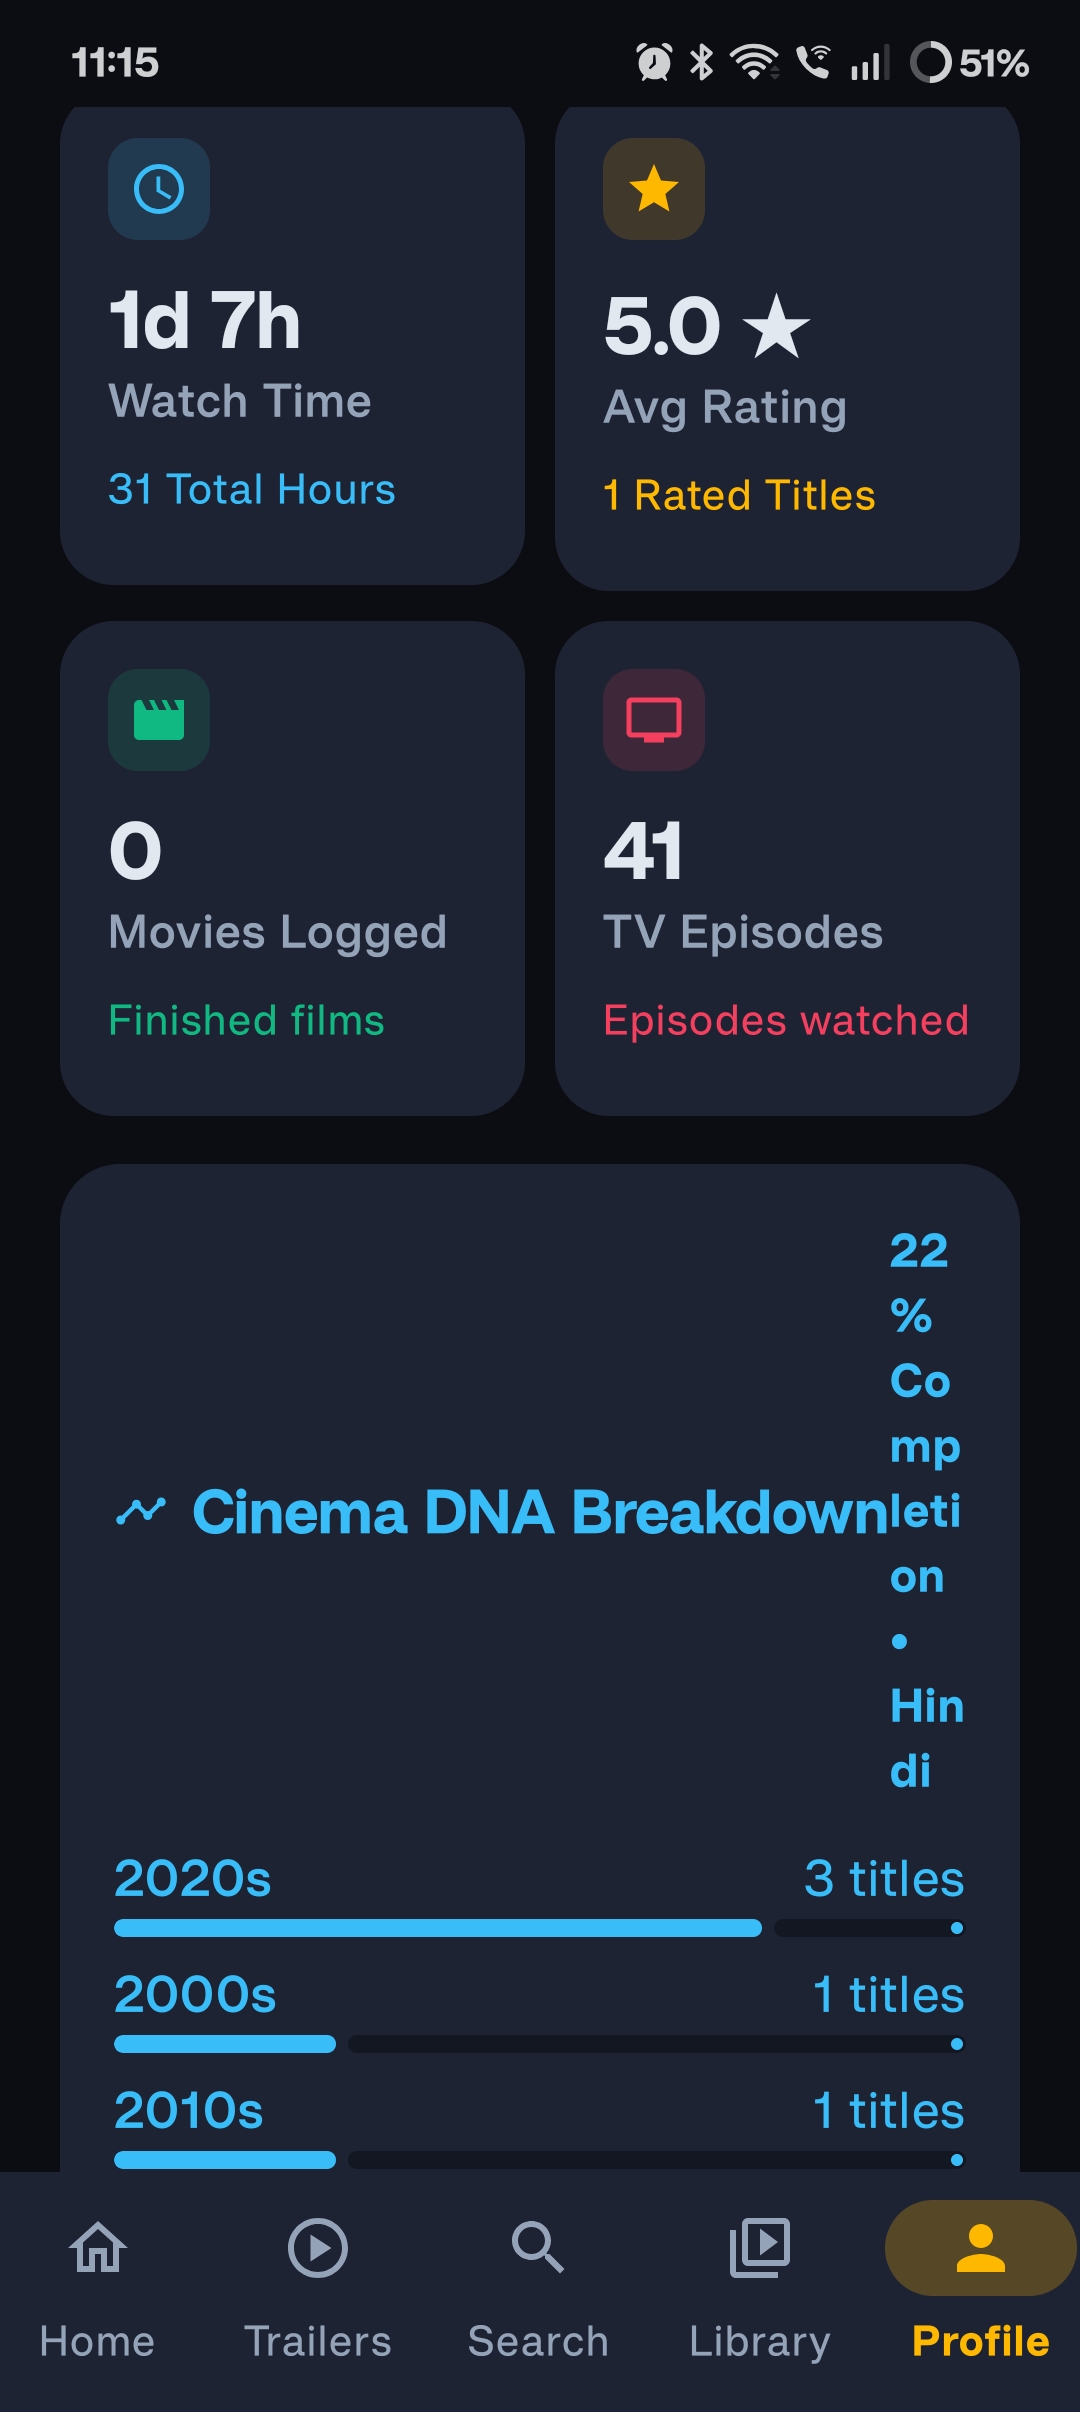 11:15
51%
1d 7h
Watch Time
31 Total Hours
5.0 ★
Avg Rating
1 Rated Titles
0
Movies Logged
Finished films
41
TV Episodes
Episodes watched
Cinema DNA Breakdown
22
%
Co
mp
leti
on
•
Hin
di
2020s
3 titles
2000s
1 titles
2010s
1 titles
Home
Trailers
Search
Library
Profile